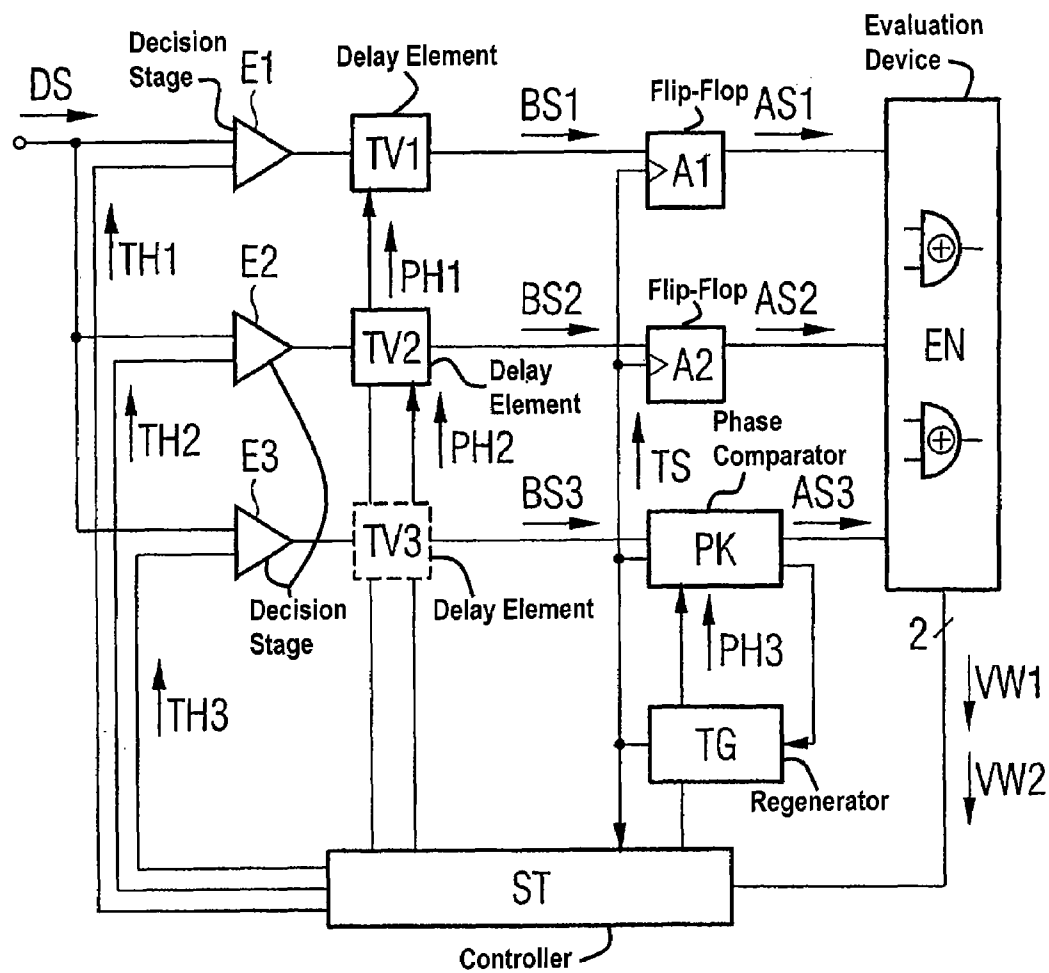 Evaluation
Device
Decision
Stage
E1
Delay Element
DS
BS1
Flip-Flop
AS1
TV1
A1
TH1
PH1
E2
BS2
Flip-Flop
AS2
TV2
A2
EN
Delay
Element
TH2
PH2
TS
Phase
Comparator
E3
BS3
AS3
TV3
PK
Decision
Stage
Delay Element
PH3
2
TH3
VW1
TG
VW2
Regenerator
ST
Controller